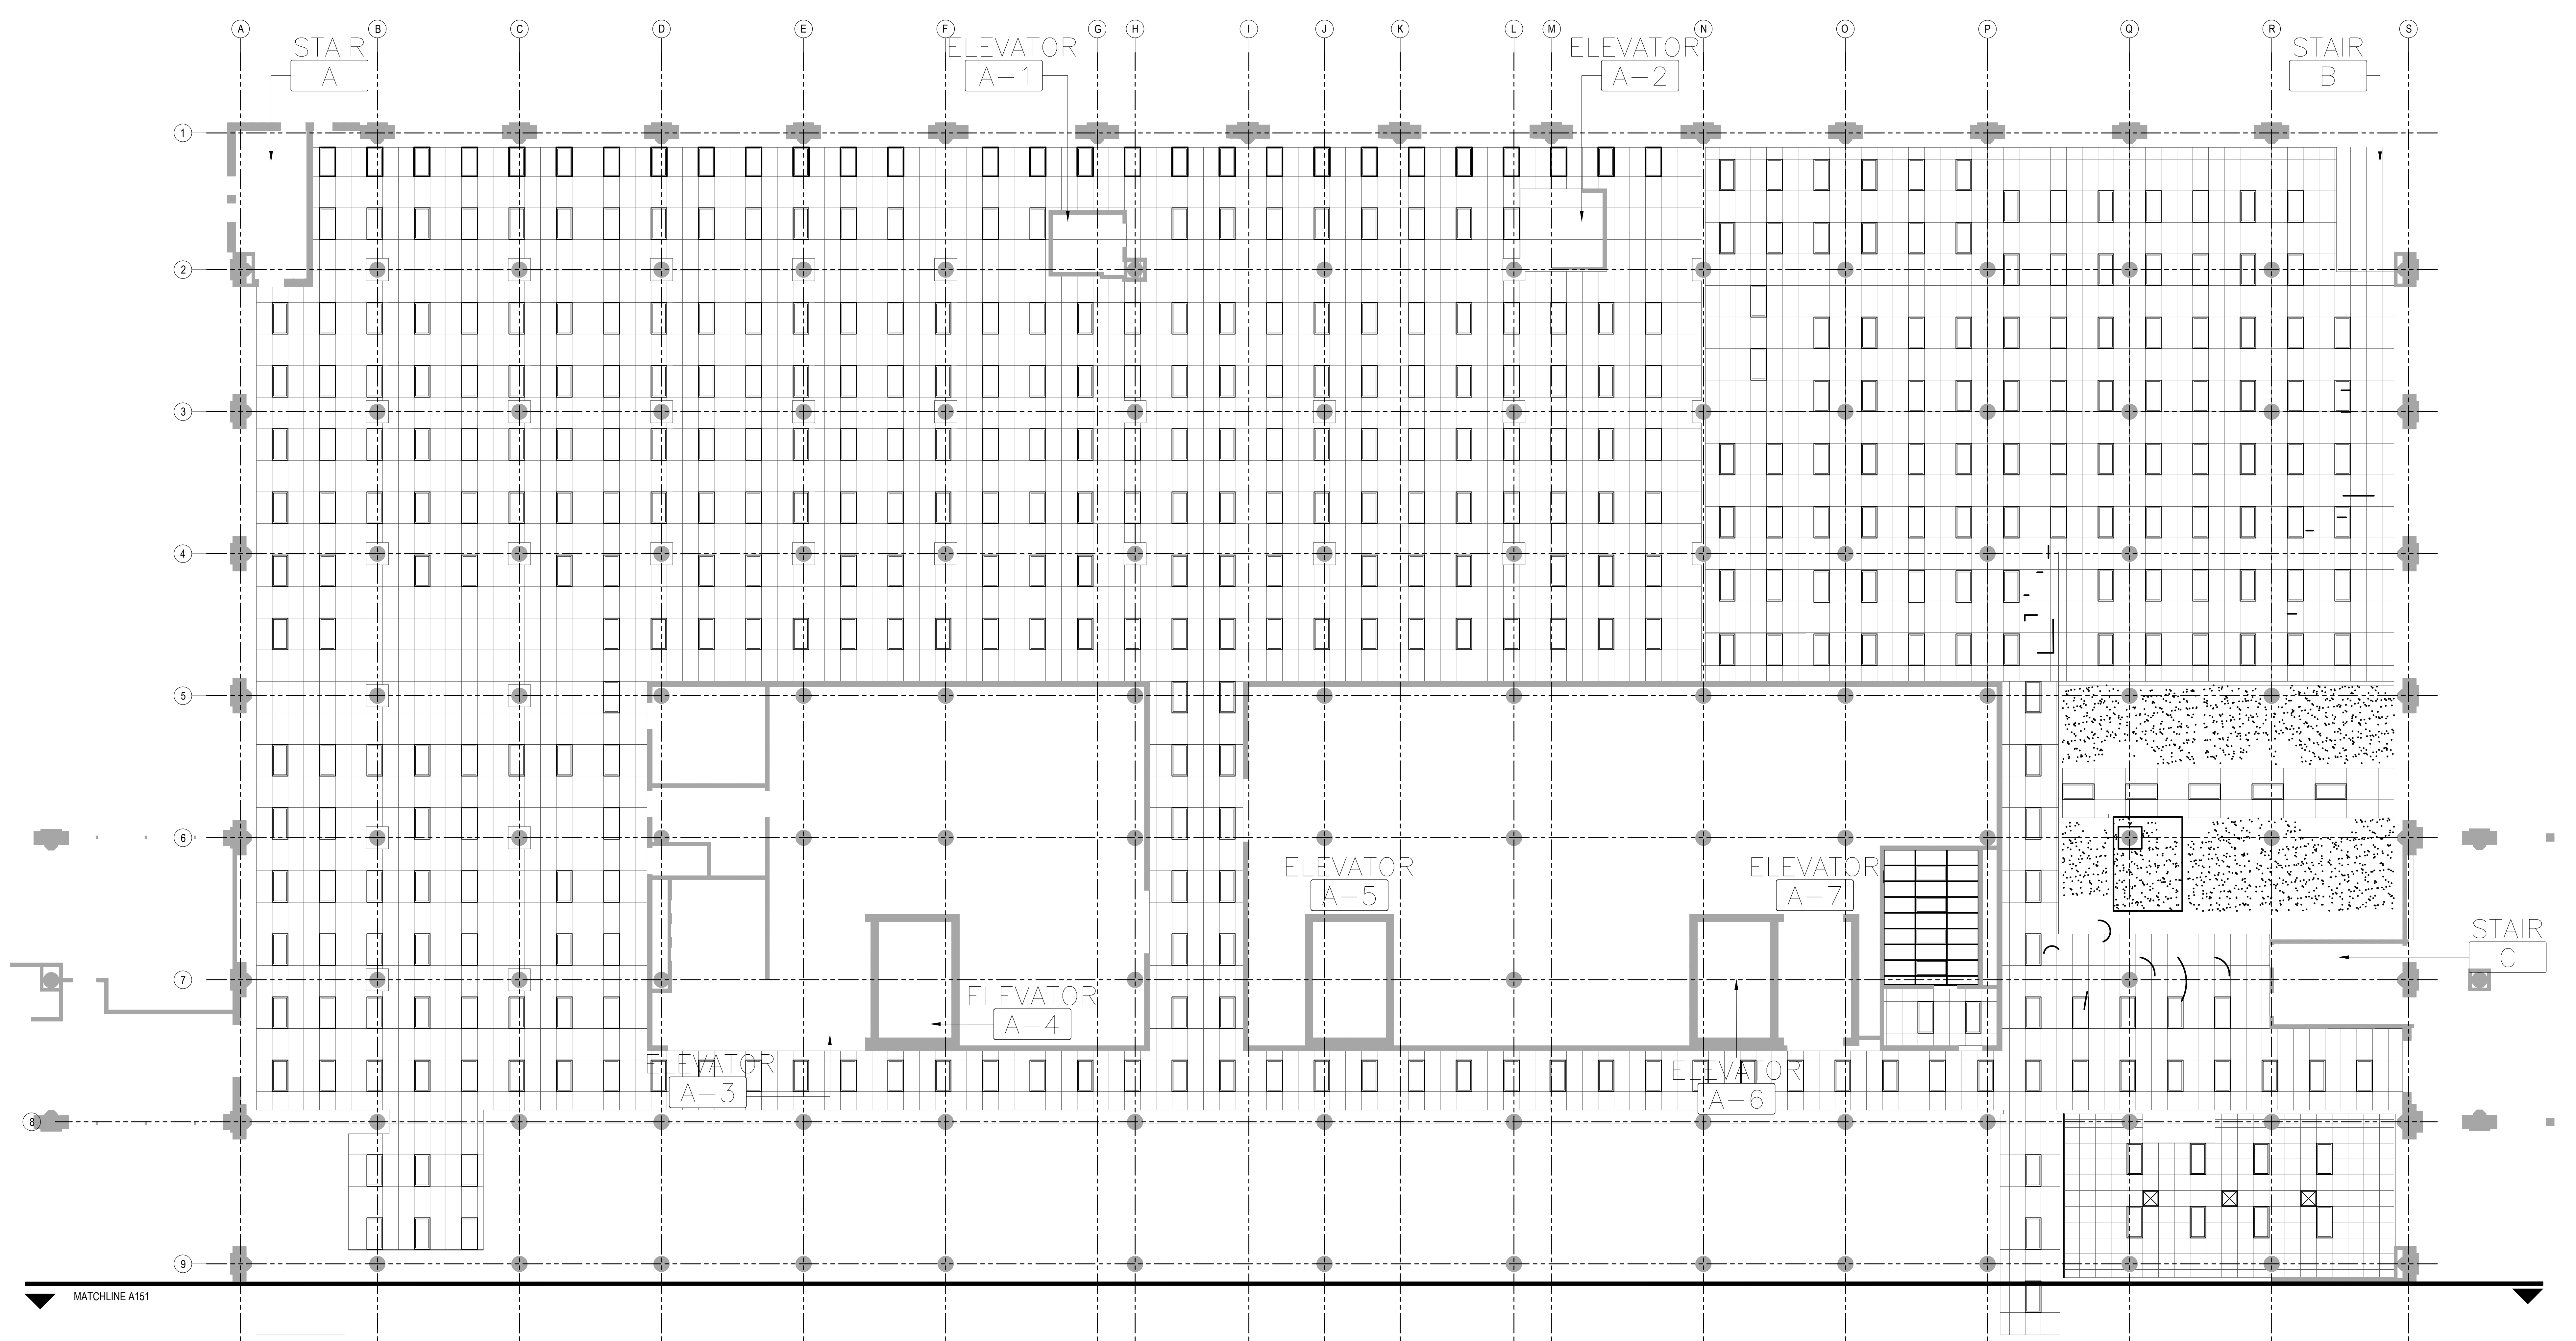 A B C D E F G H I J K L M N O P Q R S
STAIR
A
ELEVATOR
A-1
ELEVATOR
A-2
STAIR
B
1
2
3
4
5
6
ELEVATOR
A-5
ELEVATOR
A-7
STAIR
C
7
ELEVATOR
A-4
ELEVATOR
A-3
ELEVATOR
A-6
8
9
MATCHLINE A151